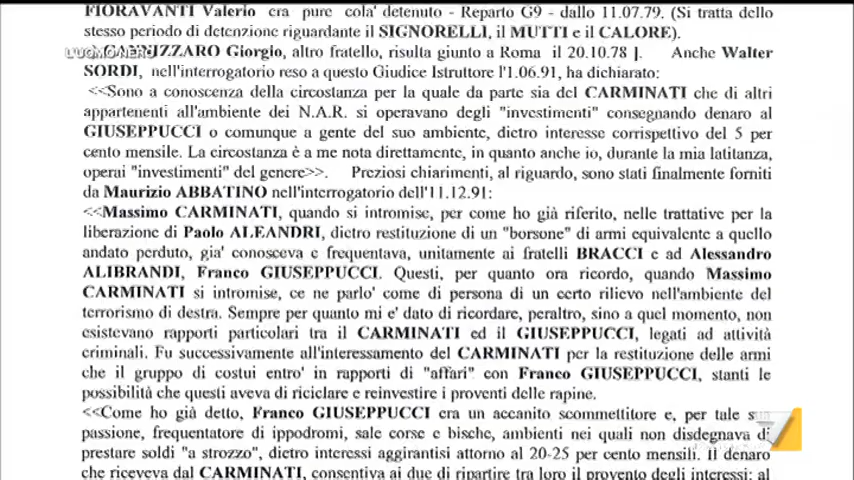 FIORAVANTI Valerio era pure cola' detenuto - Reparto G9 - dallo 11.07.79. (Si tratta dello
stesso periodo di detenzione riguardante il SIGNORELLI, il MUTTI e il CALORE).
CANNIZZARO Giorgio, altro fratello, risulta giunto a Roma il 20.10.78 ]. Anche Walter
L'UOMO NERO
SORDI, nell'interrogatorio reso a questo Giudice Istruttore l'1.06.91, ha dichiarato:
<<Sono a conoscenza della circostanza per la quale da parte sia del CARMINATI che di altri
appartenenti all'ambiente dei N.A.R. si operavano degli "investimenti" consegnando denaro al
GIUSEPPUCCI o comunque a gente del suo ambiente, dietro interesse corrispettivo del 5 per
cento mensile. La circostanza è a me nota direttamente, in quanto anche io, durante la mia latitanza,
operai "investimenti" del genere>>. Preziosi chiarimenti, al riguardo, sono stati finalmente forniti
da Maurizio ABBATINO nell'interrogatorio dell'11.12.91:
<<Massimo CARMINATI, quando si intromise, per come ho già riferito, nelle trattative per la
liberazione di Paolo ALEANDRI, dietro restituzione di un "borsone" di armi equivalente a quello
andato perduto, gia' conosceva e frequentava, unitamente ai fratelli BRACCI e ad Alessandro
ALIBRANDI, Franco GIUSEPPUCCI. Questi, per quanto ora ricordo, quando Massimo
CARMINATI si intromise, ce ne parlo' come di persona di un certo rilievo nell'ambiente del
terrorismo di destra. Sempre per quanto mi e' dato di ricordare, peraltro, sino a quel momento, non
esistevano rapporti particolari tra il CARMINATI ed il GIUSEPPUCCI, legati ad attività
criminali. Fu successivamente all'interessamento del CARMINATI per la restituzione delle armi
che il gruppo di costui entro' in rapporti di "affari" con Franco GIUSEPPUCCI, stanti le
possibilità che questi aveva di riciclare e reinvestire i proventi delle rapine.
<<Come ho già detto, Franco GIUSEPPUCCI era un accanito scommettitore e, per tale
passione, frequentatore di ippodromi, sale corse e bische, ambienti nei quali non disdegnava di
prestare soldi "a strozzo", dietro interessi aggirantisi attorno al 20-25 per cento mensili. Il denaro
che riceveva dal CARMINATI, consentiva ai due di ripartire tra loro il provento degli interessi: al